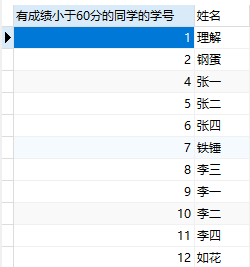 有成绩小于60分的同学的学号 姓名
1 理解
2 钢蛋
4 张一
5 张二
6 张四
7 铁锤
8 李三
9 李一
10 李二
11 李四
12 如花